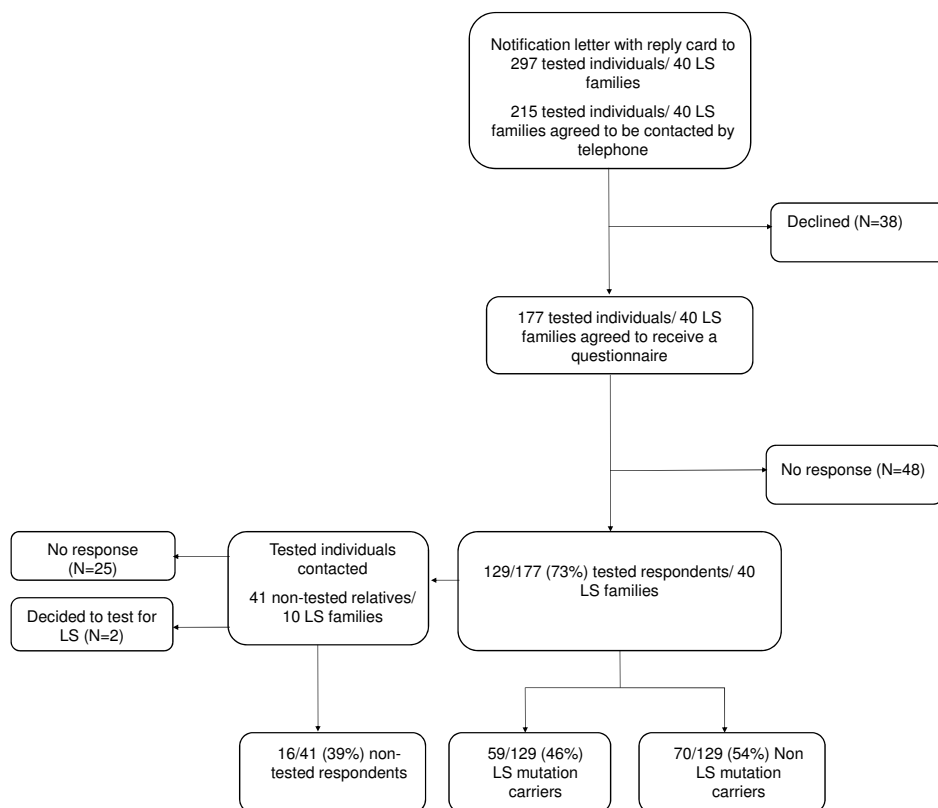 Notification letter with reply card to
297 tested individuals/ 40 LS
families
215 tested individuals/ 40 LS
families agreed to be contacted by
telephone
Declined (N=38)
177 tested individuals/ 40 LS
families agreed to receive a
questionnaire
No response (N=48)
No response
(N=25)
Decided to test for
LS (N=2)
Tested individuals
contacted
41 non-tested relatives/
10 LS families
129/177 (73%) tested respondents/ 40
LS families
16/41 (39%) non-
tested respondents
59/129 (46%)
LS mutation
carriers
70/129 (54%) Non
LS mutation
carriers